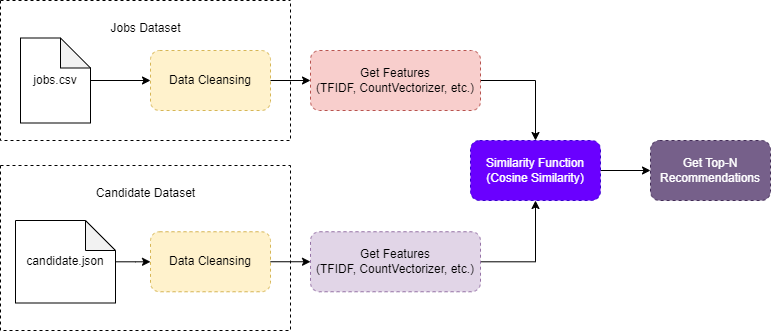 Jobs Dataset
jobs.csv
Data Cleansing
Get Features
(TFIDF, CountVectorizer, etc.)
Similarity Function
(Cosine Similarity)
Get Top-N
Recommendations
Candidate Dataset
candidate.json
Data Cleansing
Get Features
(TFIDF, CountVectorizer, etc.)